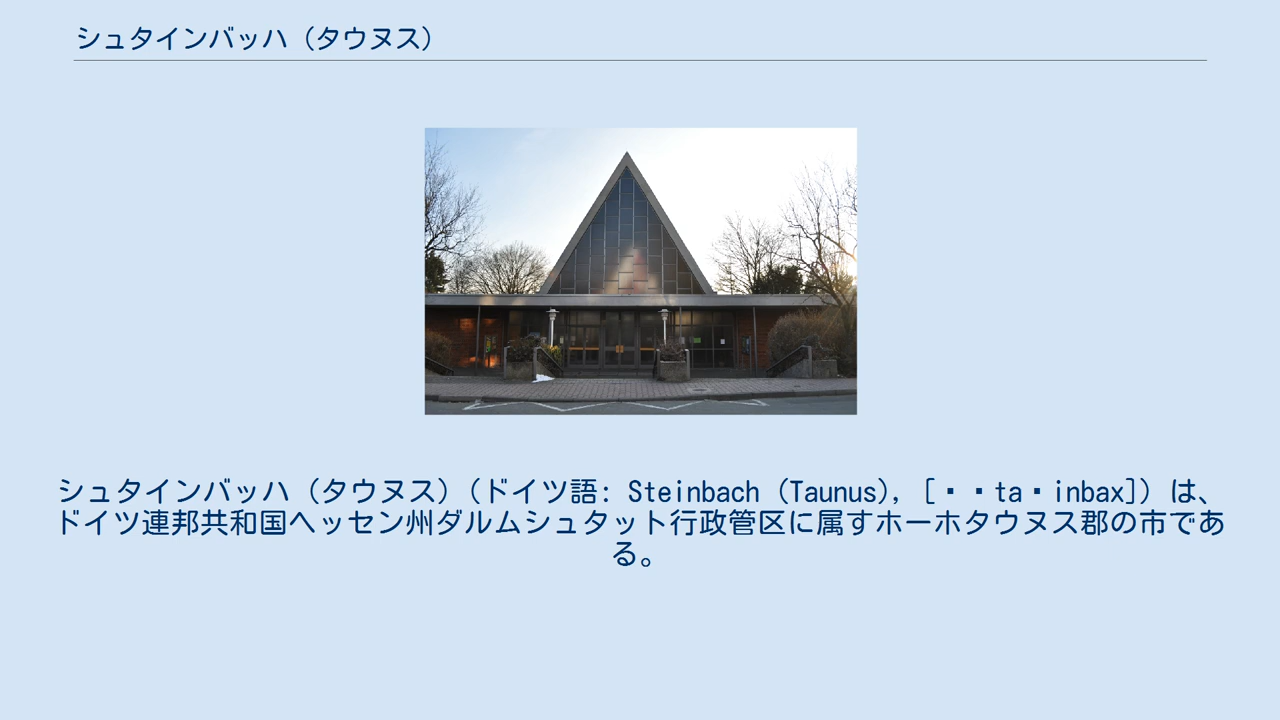 シュタインバッハ（タウヌス）
シュタインバッハ（タウヌス）（ドイツ語: Steinbach (Taunus), [・・ta・inbax]）は、
ドイツ連邦共和国ヘッセン州ダルムシュタット行政管区に属すホーホタウヌス郡の市であ
る。